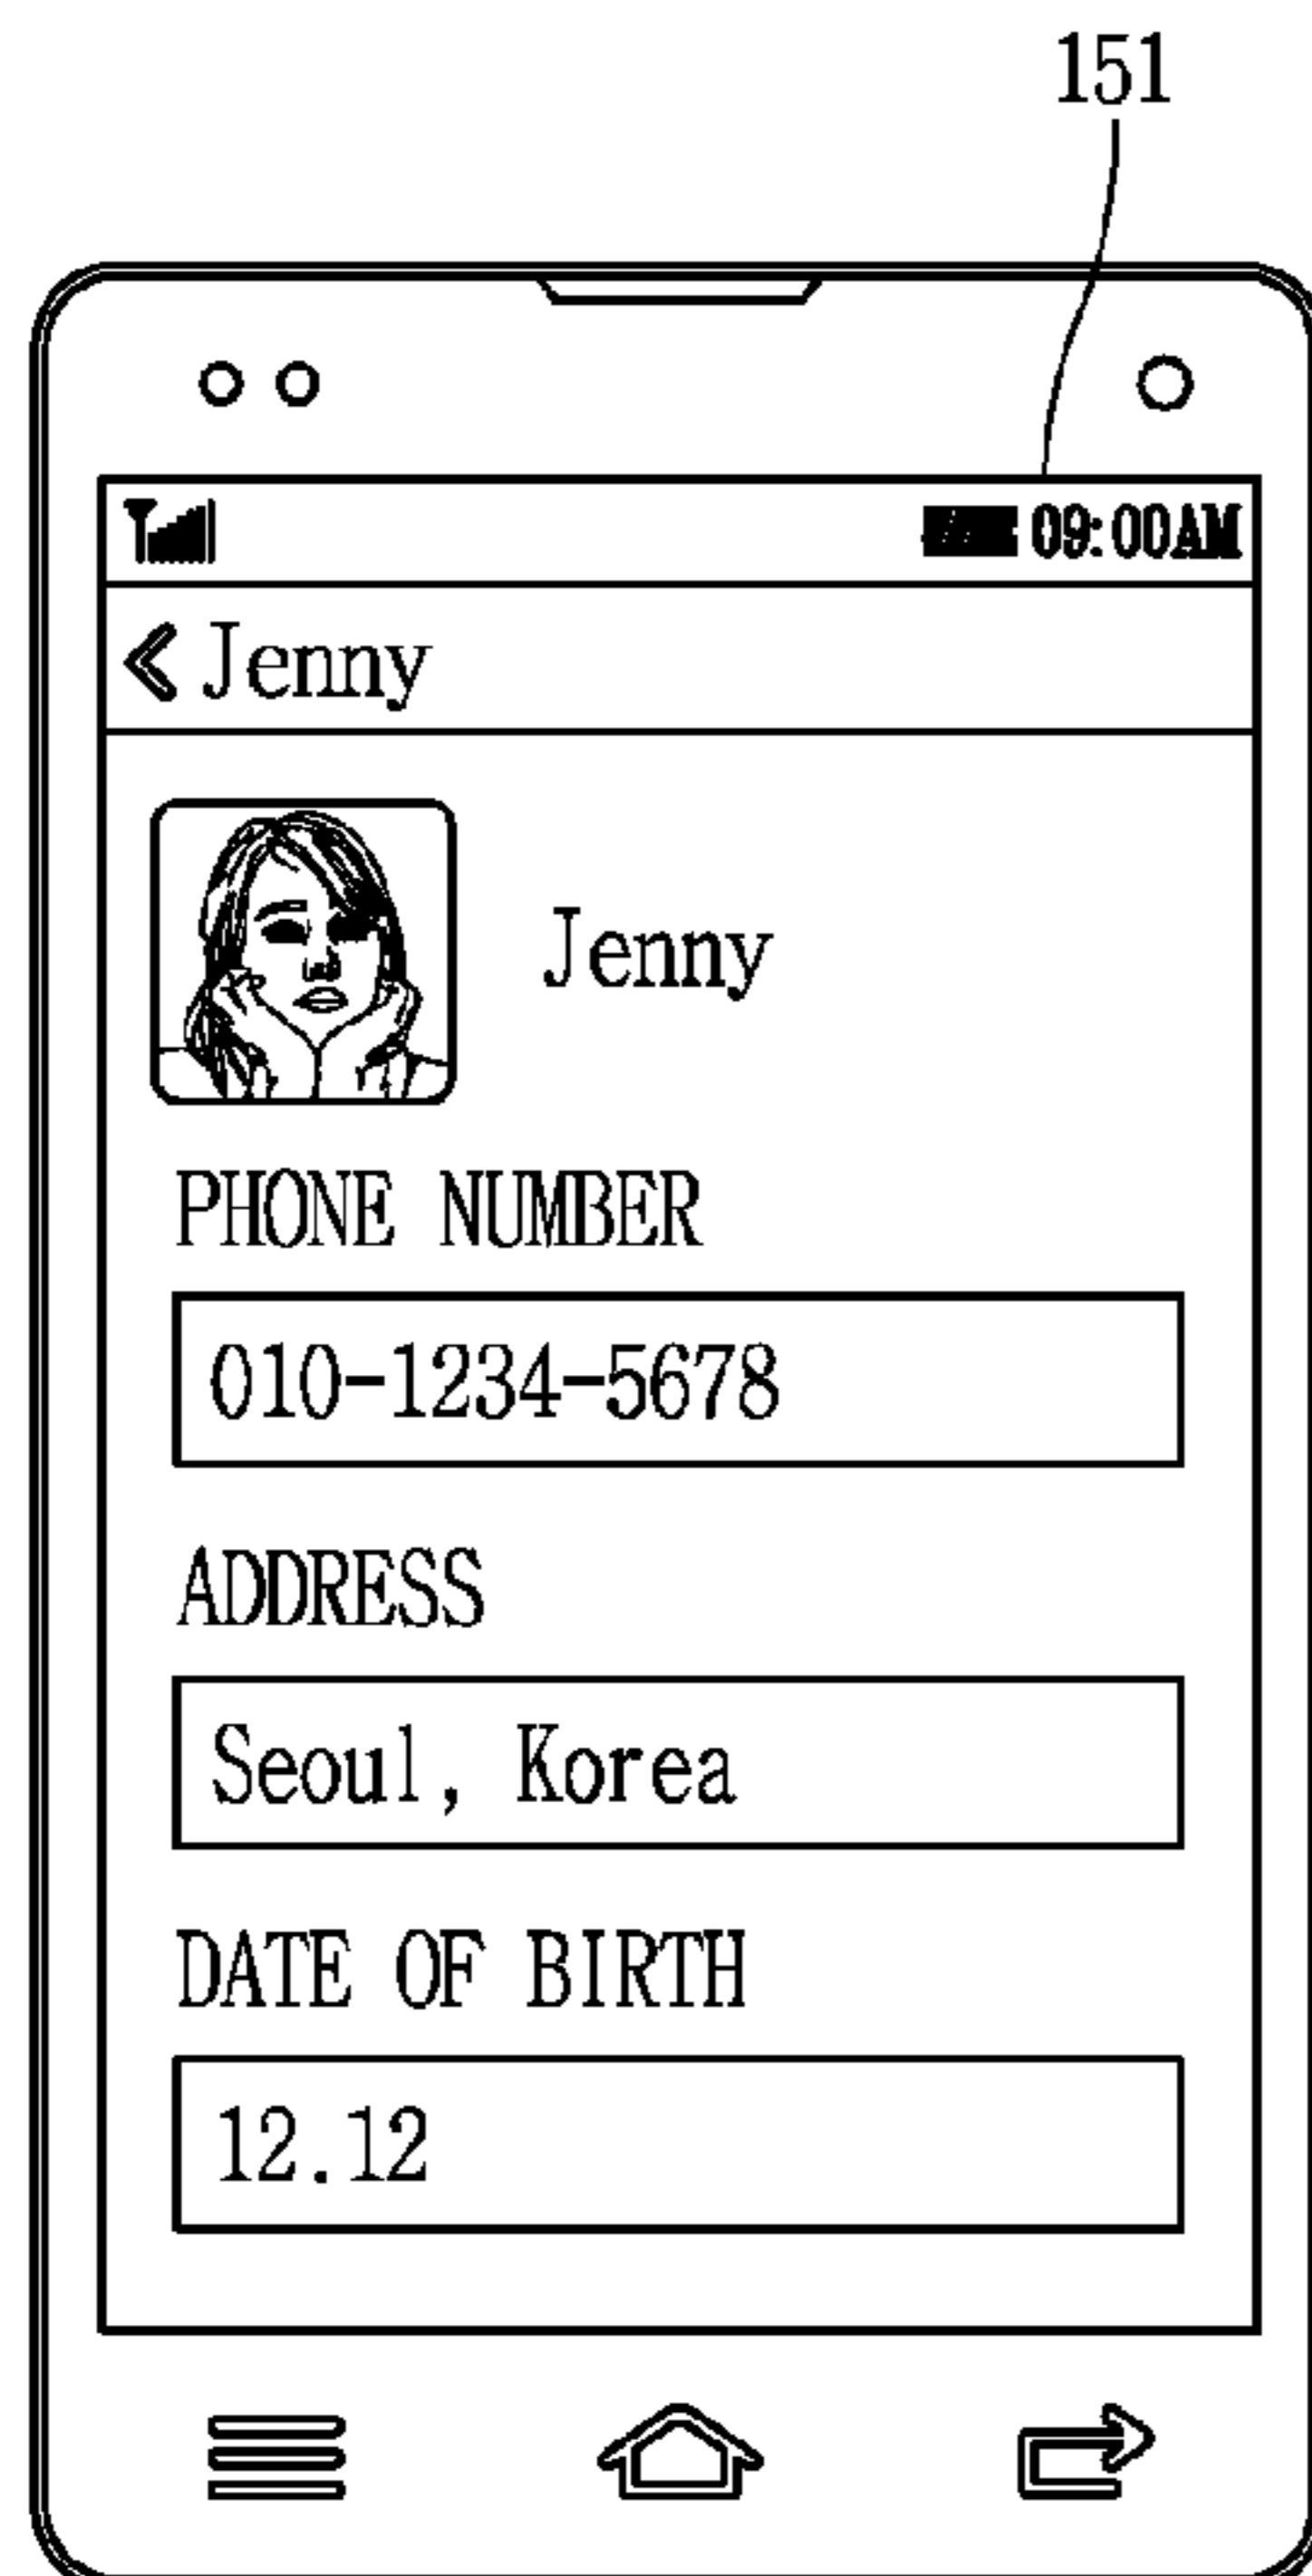 151
09:00AM
Jenny
Jenny
PHONE NUMBER
010-1234-5678
ADDRESS
Seoul, Korea
DATE OF BIRTH
12.12